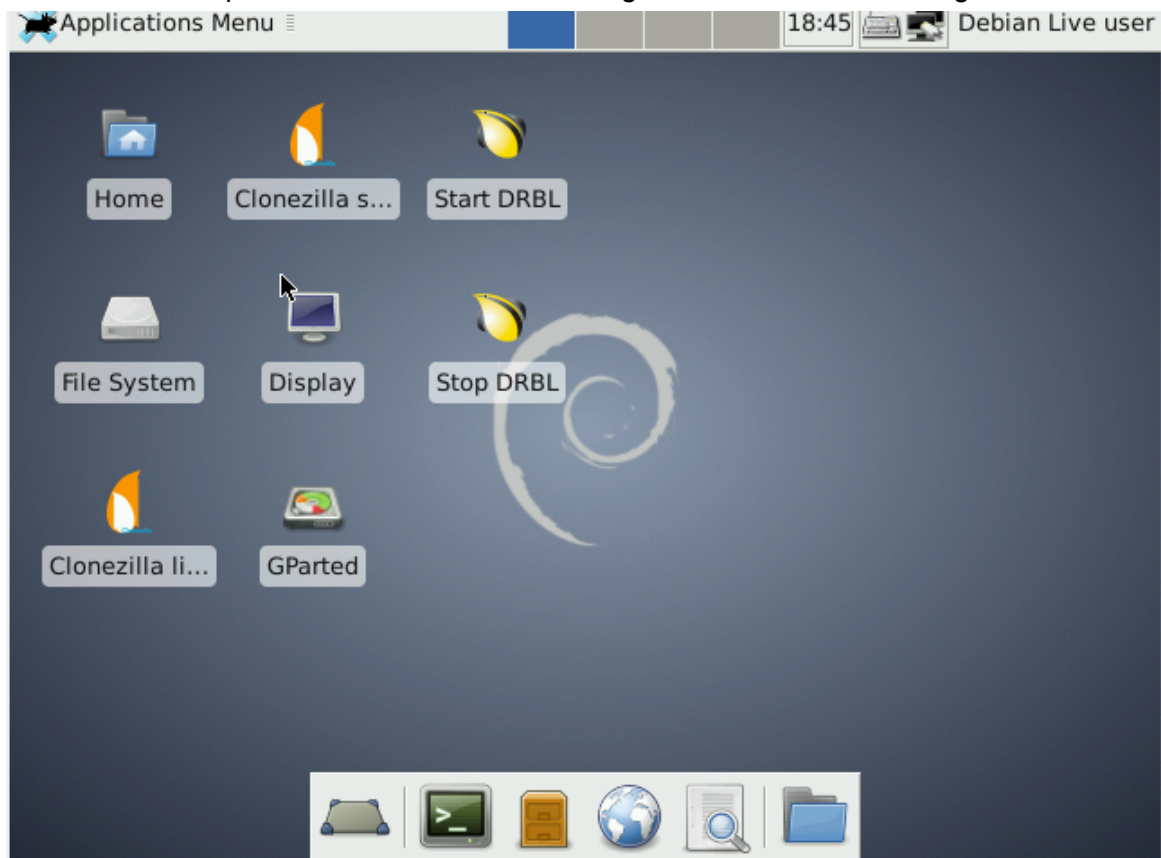 Applications Menu
18:45
Debian Live user
Home
Clonezilla s...
Start DRBL
File System
Display
Stop DRBL
Clonezilla li...
GParted
>_